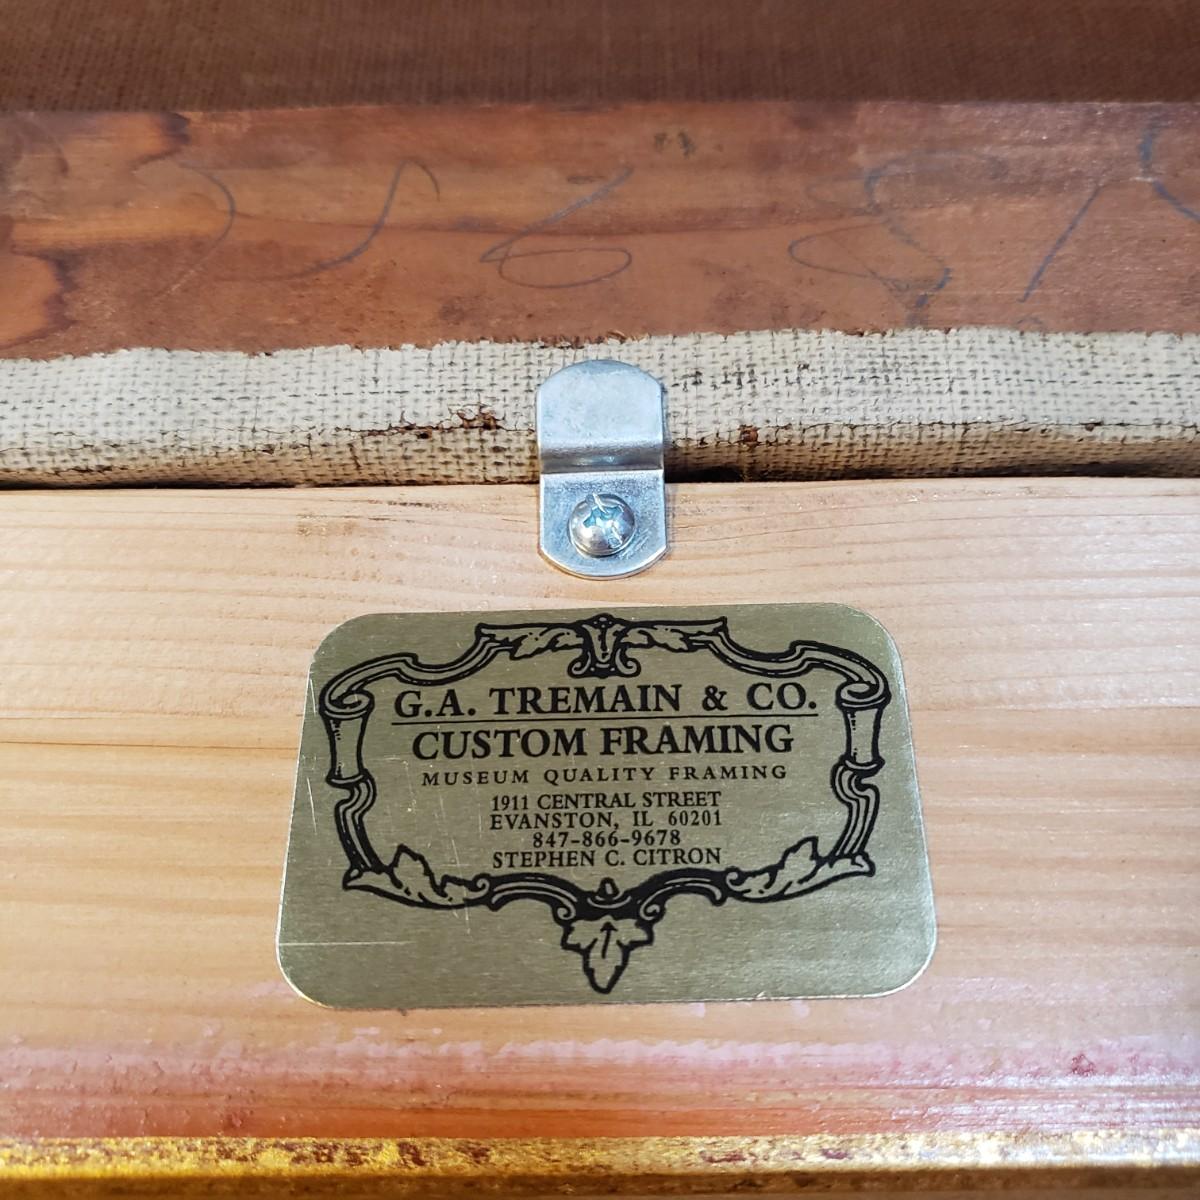 G.A. TREMAIN & CO.
CUSTOM FRAMING
MUSEUM QUALITY FRAMING
1911 CENTRAL STREET
EVANSTON, IL 60201
847-866-9678
STEPHEN C. CITRON